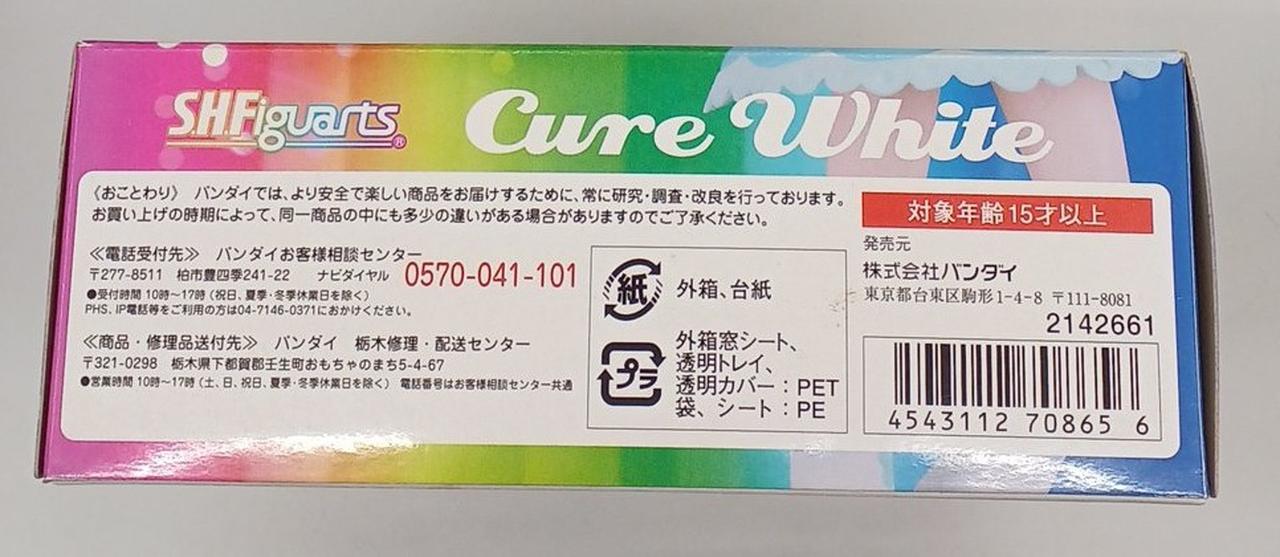 S.H.Figuarts®
Cure White
《おことわり》 バンダイでは、より安全で楽しい商品をお届けするために、常に研究・調査・改良を行っております。
お買い上げの時期によって、同一商品の中にも多少の違いがある場合がありますのでご了承ください。
≪電話受付先≫ バンダイお客様相談センター
〒277-8511 柏市豊四季241-22 ナビダイヤル 0570-041-101
●受付時間 10時〜17時（祝日、夏季・冬季休業日を除く）
PHS、IP電話等をご利用の方は04-7146-0371におかけください。
≪商品・修理品送付先≫ バンダイ 栃木修理・配送センター
〒321-0298 栃木県下都賀郡壬生町おもちゃのまち5-4-67
●営業時間 10時〜17時（土、日、祝日、夏季・冬季休業日を除く） 電話番号はお客様相談センター共通
紙 外箱、台紙
プラ
外箱窓シート、
透明トレイ、
透明カバー：PET
袋、シート：PE
対象年齢15才以上
発売元
株式会社バンダイ
東京都台東区駒形1-4-8 〒111-8081
2142661
4543112 70865 6